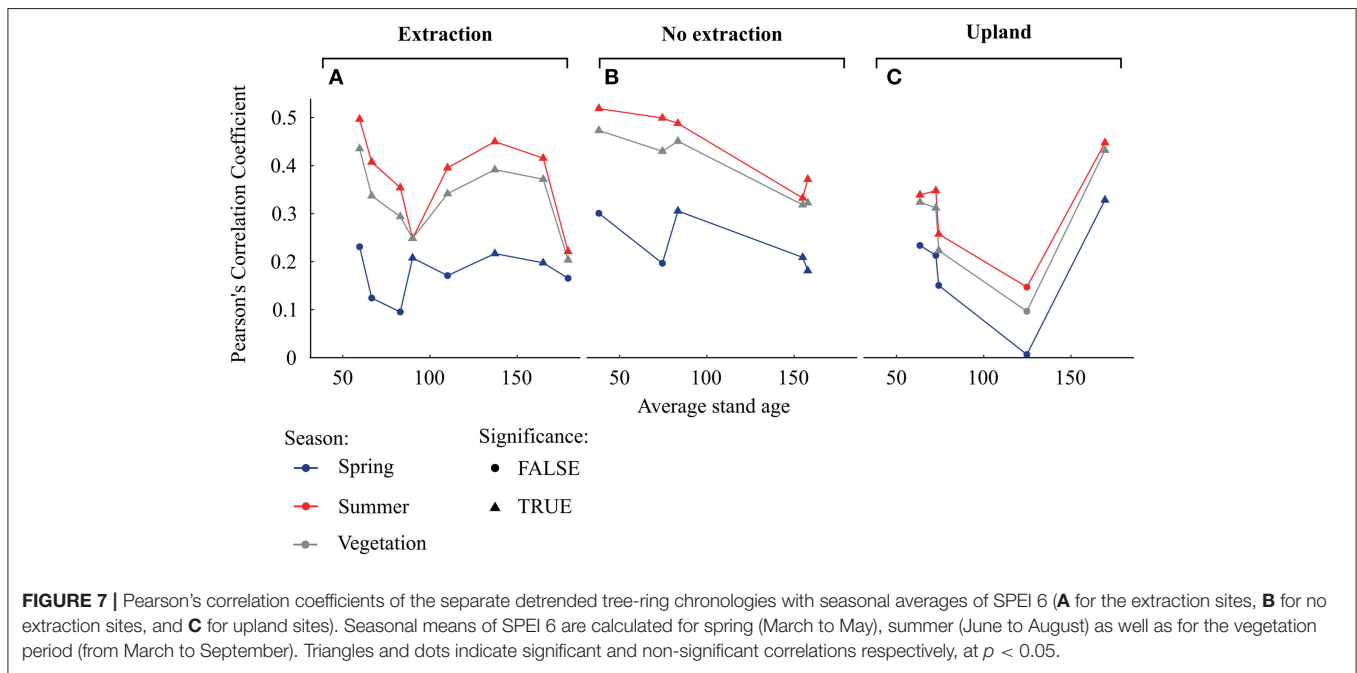 Extraction
No extraction
Upland
A
B
C
Pearson's Correlation Coefficient
0.5
0.4
0.3
0.2
0.1
0
50 100 150
50 100 150
50 100 150
Average stand age
Season:
Spring
Summer
Vegetation
Significance:
FALSE
TRUE
FIGURE 7 | Pearson's correlation coefficients of the separate detrended tree-ring chronologies with seasonal averages of SPEI 6 (A for the extraction sites, B for no
extraction sites, and C for upland sites). Seasonal means of SPEI 6 are calculated for spring (March to May), summer (June to August) as well as for the vegetation
period (from March to September). Triangles and dots indicate significant and non-significant correlations respectively, at p < 0.05.